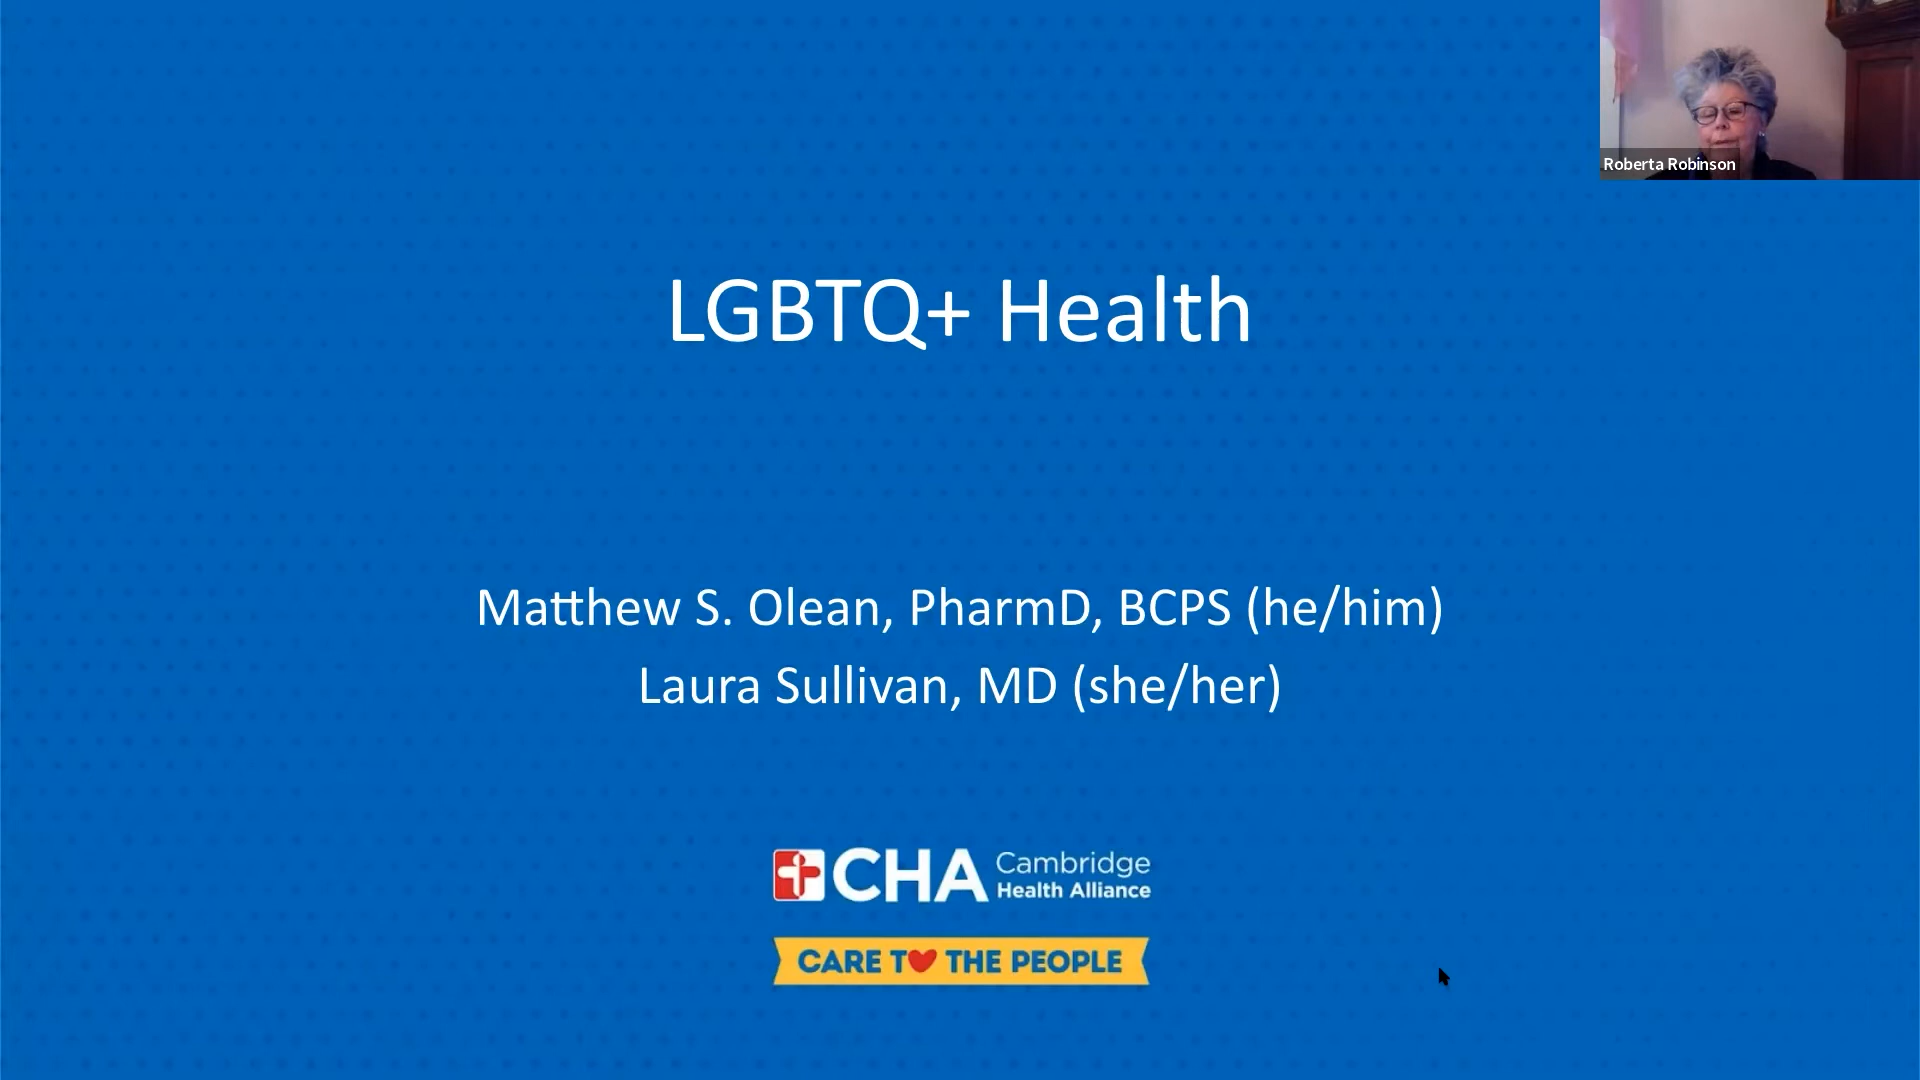 Roberta Robinson
LGBTQ+ Health
Matthew S. Olean, PharmD, BCPS (he/him)
Laura Sullivan, MD (she/her)
CHA Cambridge
Health Alliance
CARE TO THE PEOPLE